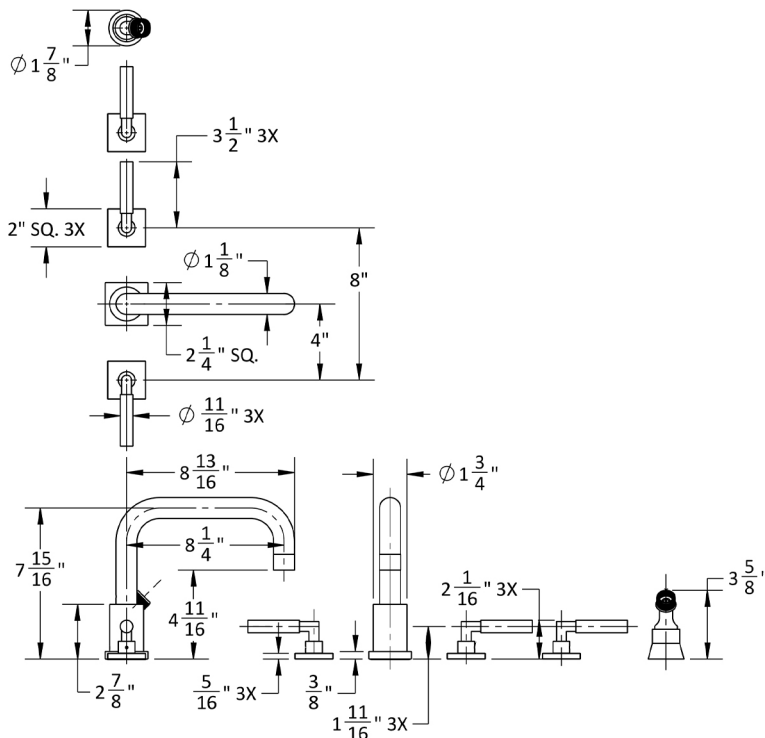 ∅1 7/8"
3 1/2" 3X
2" SQ. 3X
∅1 1/8"
8"
4"
2 1/4" SQ.
∅ 11/16" 3X
8 13/16"
∅1 3/4"
8 1/4"
7 15/16"
2 1/16" 3X
3 5/8"
4 11/16"
2 7/8"
5/16" 3X
3/8"
1 11/16" 3X